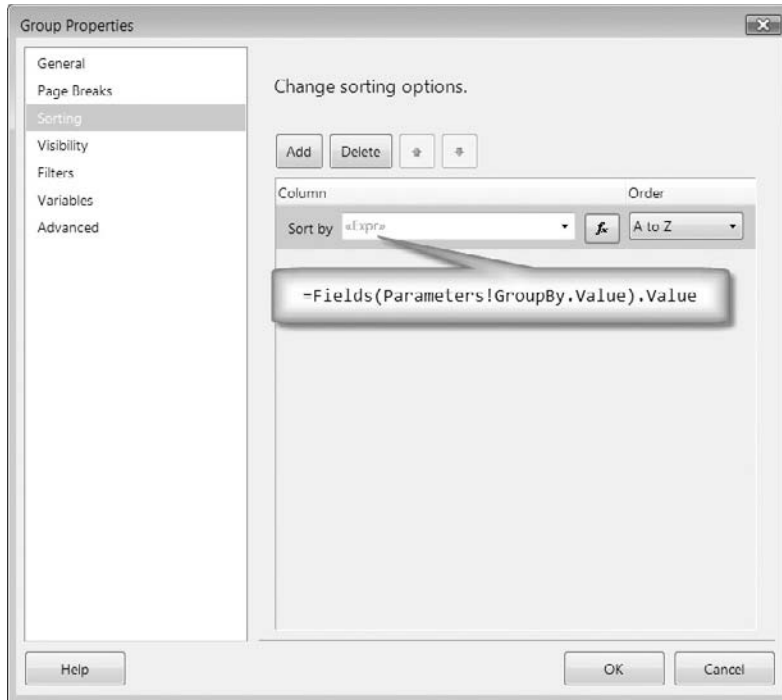 Group Properties
General
Page Breaks
Sorting
Visibility
Filters
Variables
Advanced
Change sorting options.
Add Delete
Column Order
Sort by «Expr» fx A to Z
=Fields(Parameters!GroupBy.Value).Value
Help OK Cancel